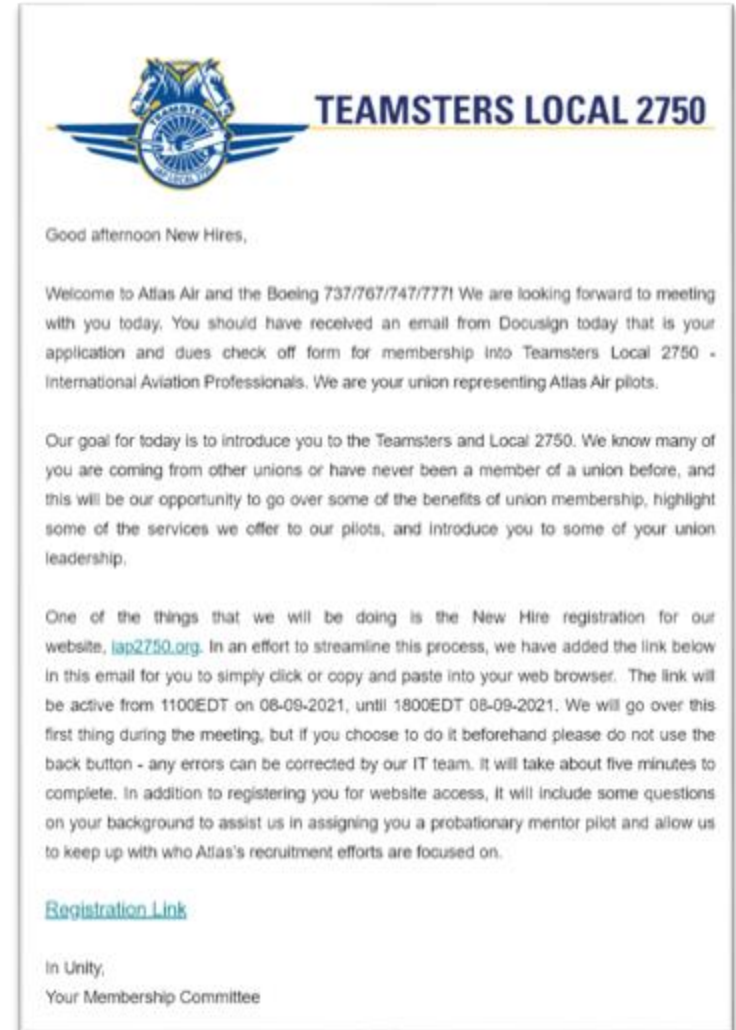 TEAMSTERS
IAP LOCAL 2750
TEAMSTERS LOCAL 2750
Good afternoon New Hires,
Welcome to Atlas Air and the Boeing 737/767/747/777! We are looking forward to meeting
with you today. You should have received an email from Docusign today that is your
application and dues check off form for membership into Teamsters Local 2750 -
International Aviation Professionals. We are your union representing Atlas Air pilots.
Our goal for today is to introduce you to the Teamsters and Local 2750. We know many of
you are coming from other unions or have never been a member of a union before, and
this will be our opportunity to go over some of the benefits of union membership, highlight
some of the services we offer to our pilots, and introduce you to some of your union
leadership.
One of the things that we will be doing is the New Hire registration for our
website, iap2750.org. In an effort to streamline this process, we have added the link below
in this email for you to simply click or copy and paste into your web browser. The link will
be active from 1100EDT on 08-09-2021, until 1800EDT 08-09-2021. We will go over this
first thing during the meeting, but if you choose to do it beforehand please do not use the
back button - any errors can be corrected by our IT team. It will take about five minutes to
complete. In addition to registering you for website access, it will include some questions
on your background to assist us in assigning you a probationary mentor pilot and allow us
to keep up with who Atlas's recruitment efforts are focused on.
Registration Link
In Unity,
Your Membership Committee